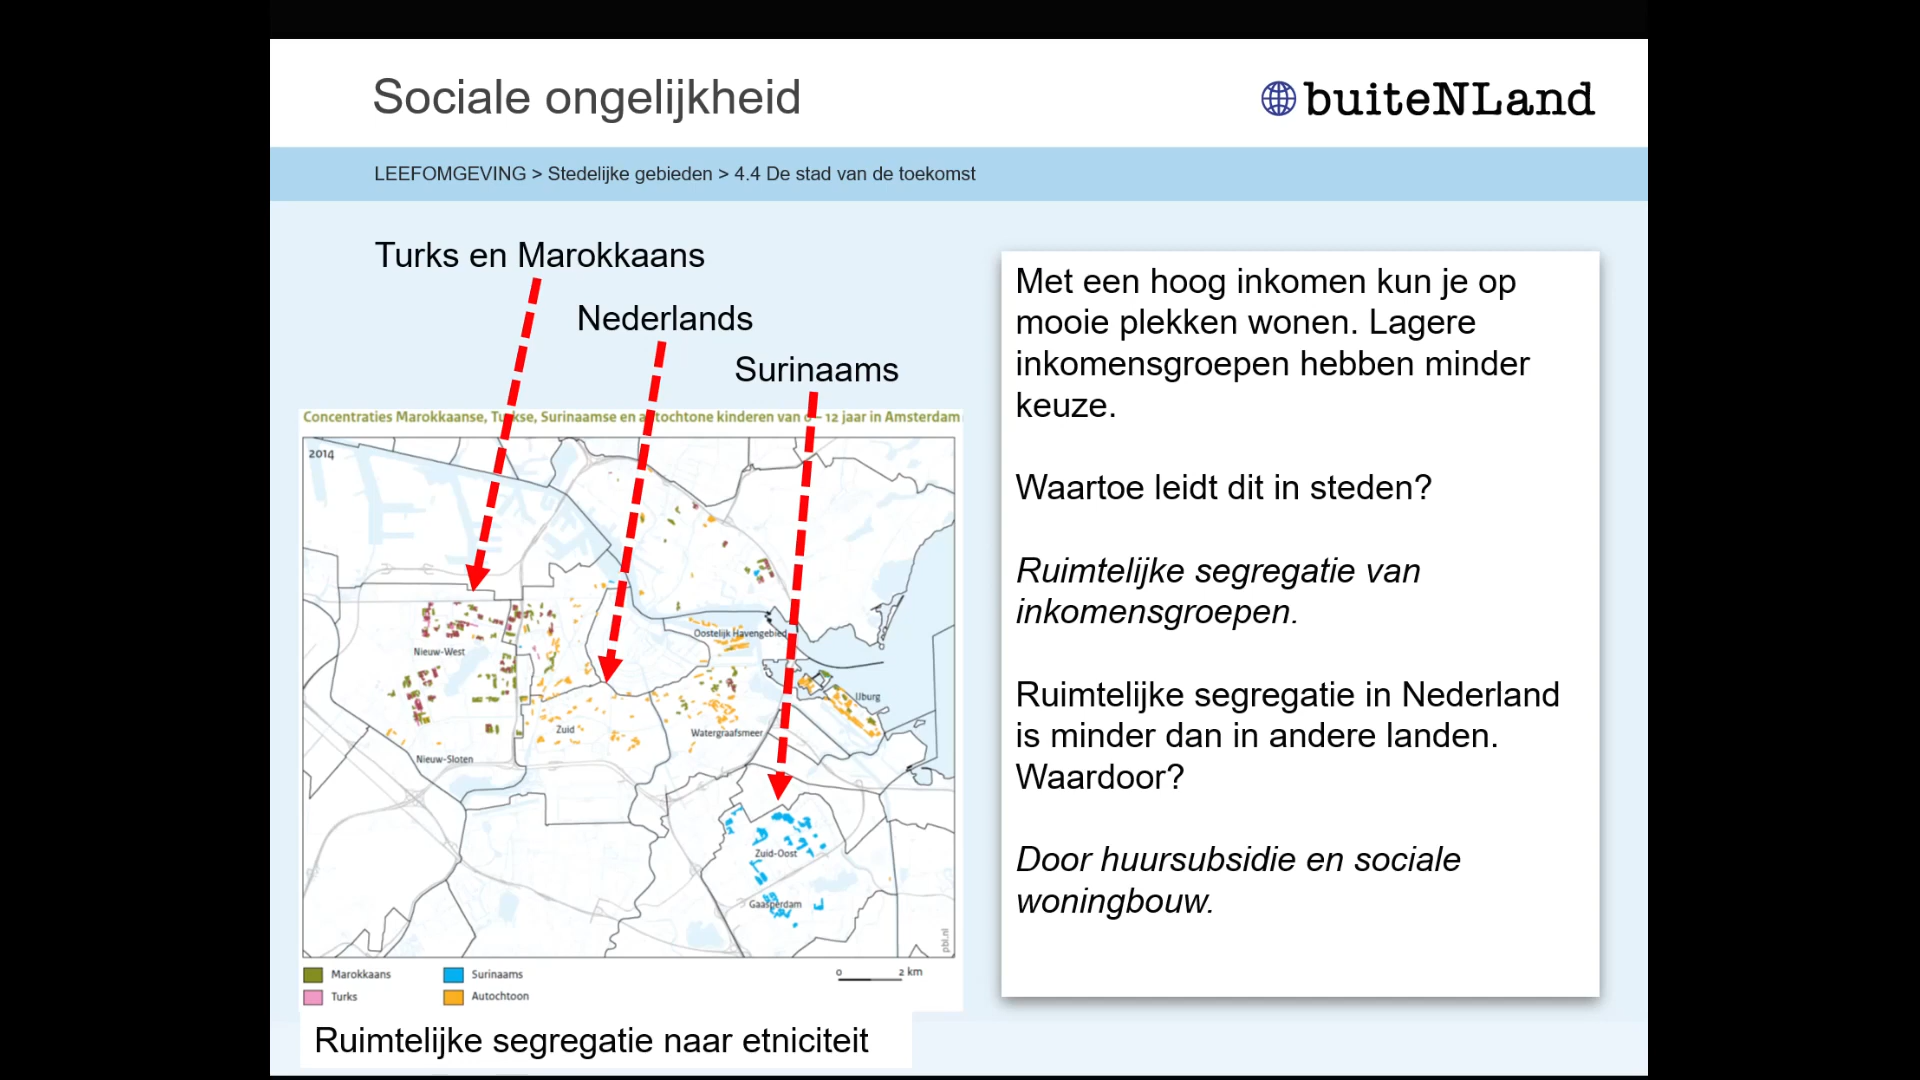 Sociale ongelijkheid
buiteNLand
LEEFOMGEVING > Stedelijke gebieden > 4.4 De stad van de toekomst
Turks en Marokkaans
Nederlands
Surinaams
Concentraties Marokkaanse, Turkse, Surinaamse en autochtone kinderen van 0 – 12 jaar in Amsterdam
2014
Oostelijk Havengebied
Nieuw-West
IJburg
Zuid
Watergraafsmeer
Nieuw-Sloten
Zuid-Oost
Gaasperdam
pbl.nl
0 2 km
Marokkaans
Surinaams
Turks
Autochtoon
Ruimtelijke segregatie naar etniciteit
Met een hoog inkomen kun je op
mooie plekken wonen. Lagere
inkomensgroepen hebben minder
keuze.
Waartoe leidt dit in steden?
Ruimtelijke segregatie van
inkomensgroepen.
Ruimtelijke segregatie in Nederland
is minder dan in andere landen.
Waardoor?
Door huursubsidie en sociale
woningbouw.